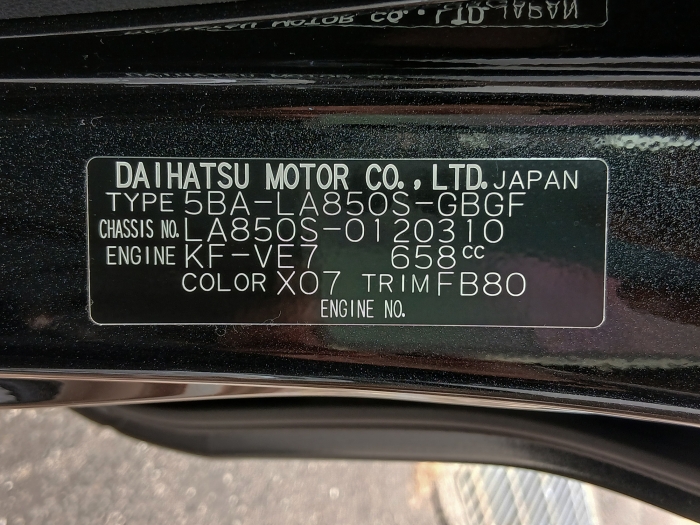 DAIHATSU MOTOR CO., LTD. JAPAN
TYPE 5BA-LA850S-GBGF
CHASSIS NO. LA850S-0120310
ENGINE KF-VE7 658cc
COLOR X07 TRIM FB80
ENGINE NO.